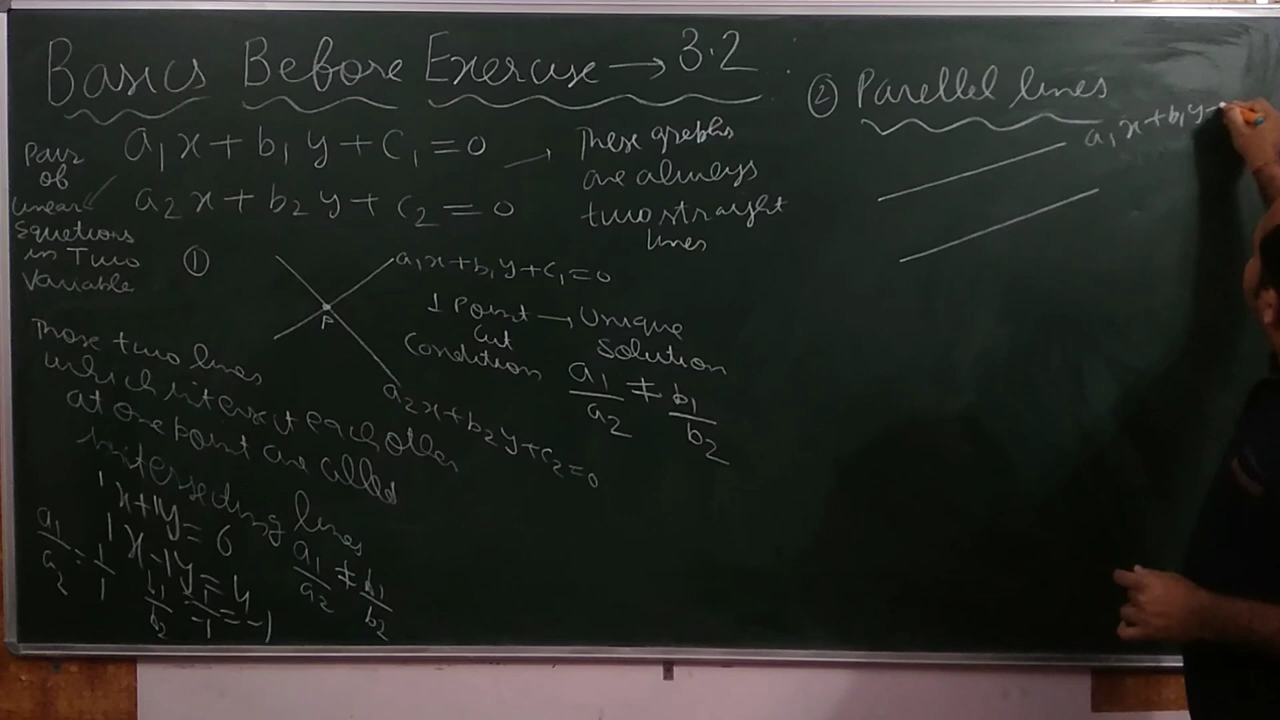 Basics Before Exercise → 3.2
a₁x + b₁y + c₁ = 0
a₂x + b₂y + c₂ = 0
Pair
of
Linear
Equetions
in Two
Variable
→ These graphs
are always
two straight
lines
①
a₁x + b₁y + c₁ = 0
P
a₂x + b₂y + c₂ = 0
1 Point → Unique
cut solution
Condition a₁/a₂ ≠ b₁/b₂
Those two lines
which intersect each other
at one point are called
intersecting lines
1x + 1y = 6
1x - 1y = 4
a₁/a₂ = 1/1
b₁/b₂ = 1/-1 = -1
a₁/a₂ ≠ b₁/b₂
② Parellel lines
a₁x + b₁y